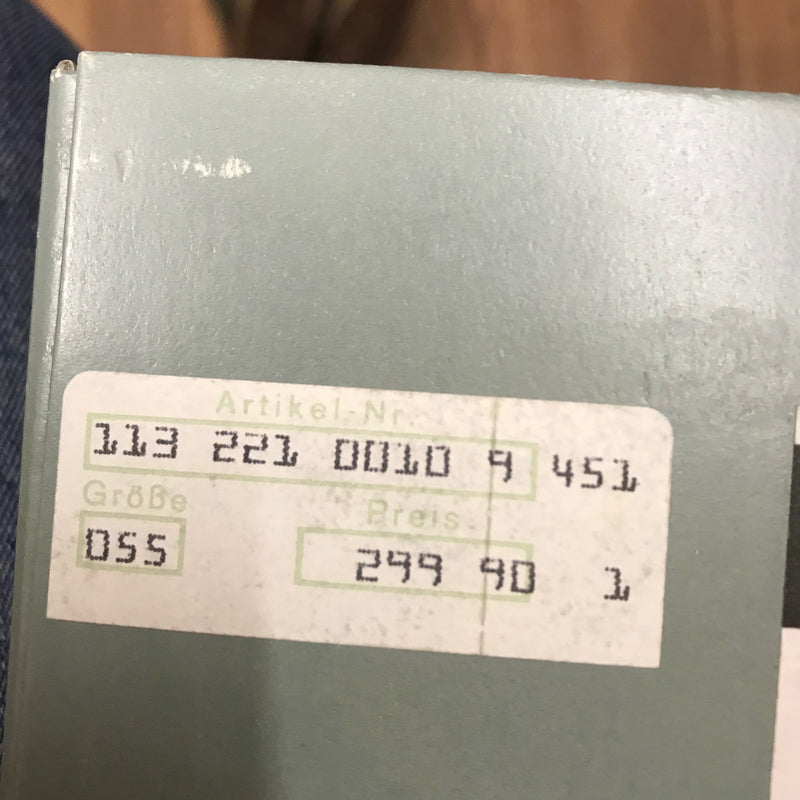 Artikel-Nr.
113 221 0010 9 451
Größe Preis
055 299 90 1